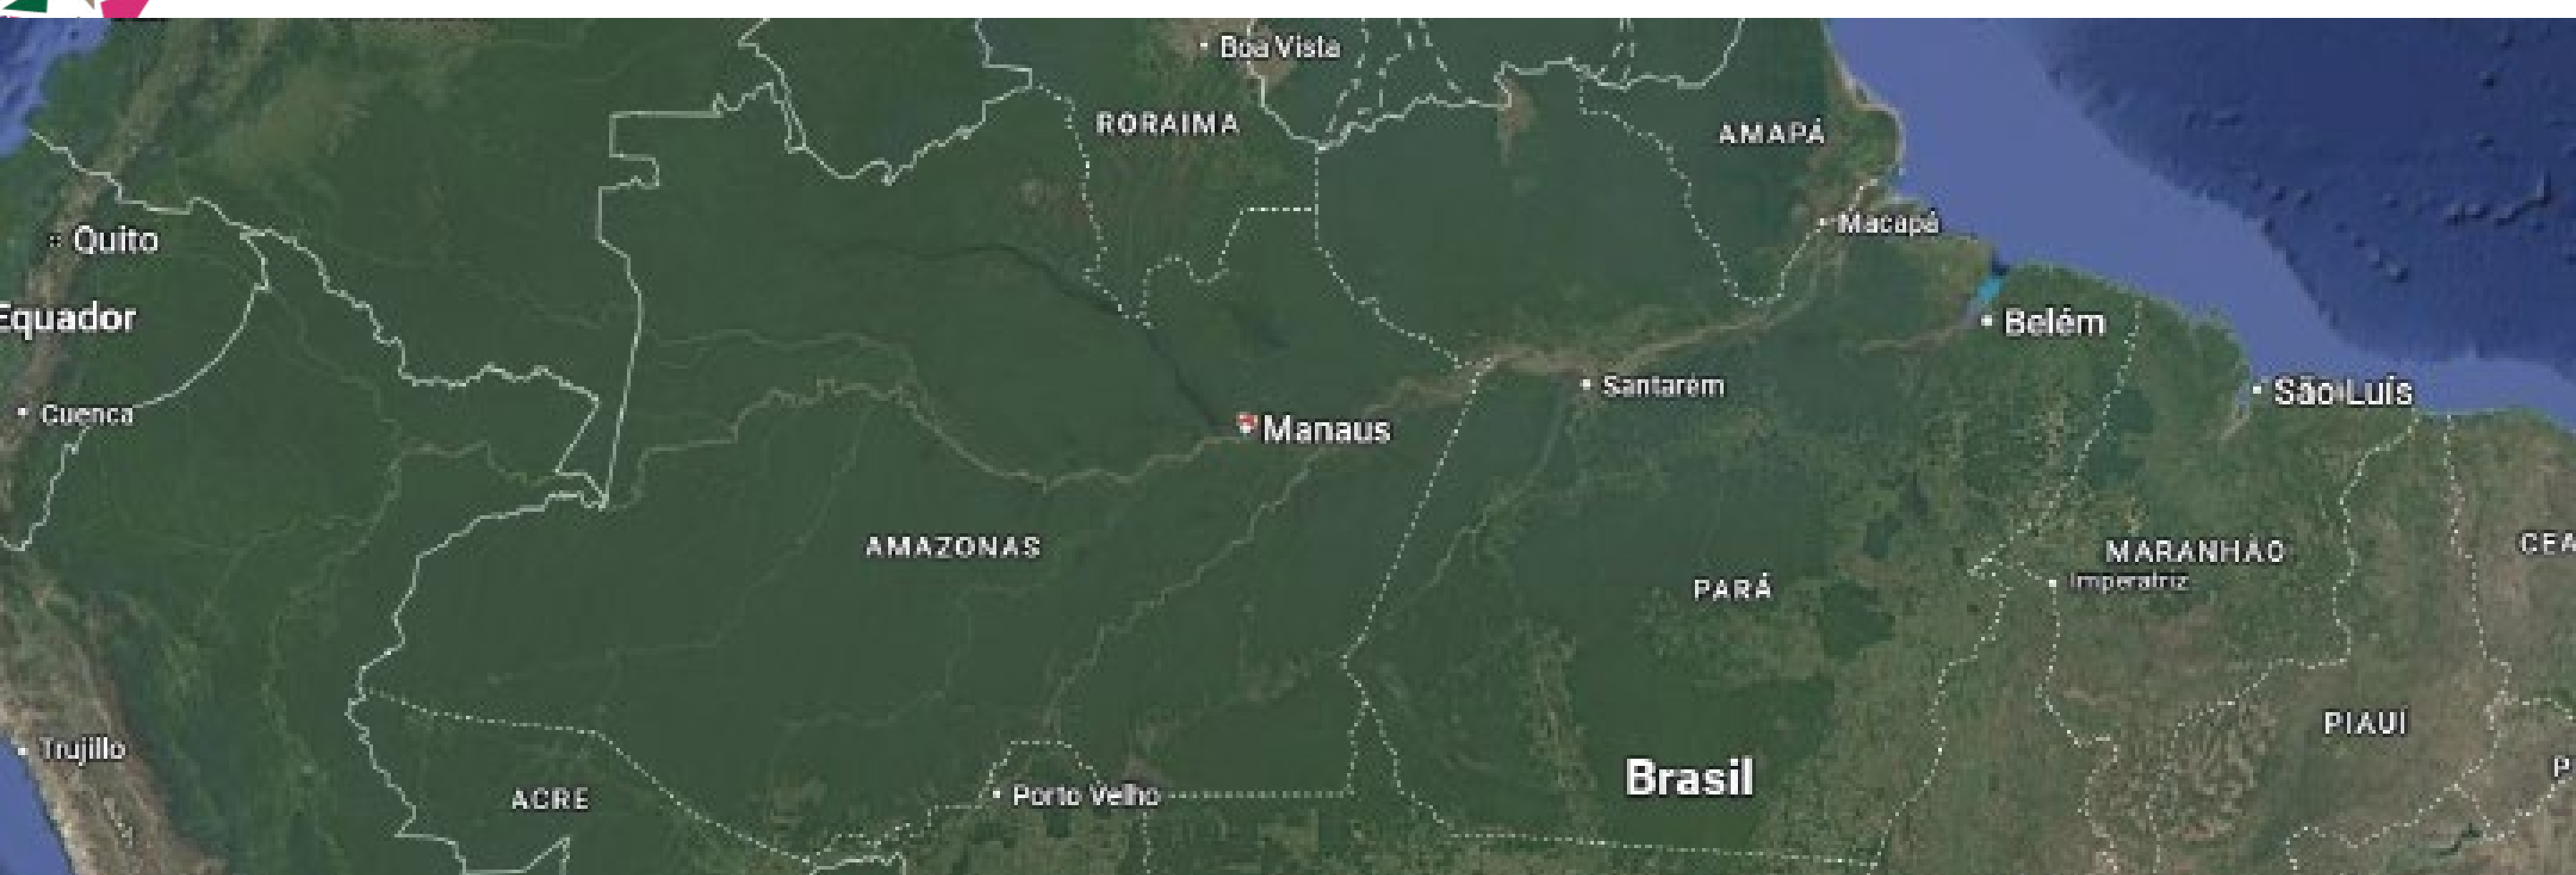 Boa Vista
RORAIMA
AMAPÁ
Macapá
Quito
Equador
Belém
Santarém
São Luís
Cuenca
Manaus
AMAZONAS
MARANHÃO
CEA
Imperatriz
PARÁ
PIAUÍ
Trujillo
Brasil
P
ACRE
Porto Velho